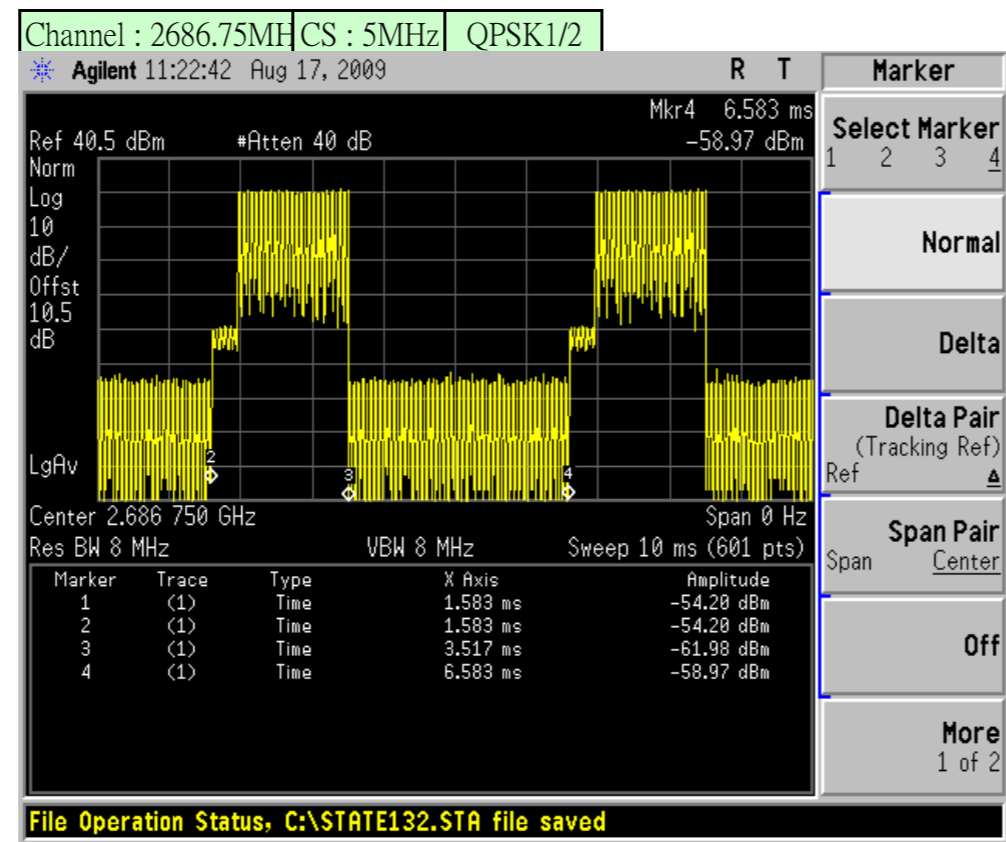 Channel : 2686.75MH CS : 5MHz QPSK1/2
Agilent 11:22:42 Aug 17, 2009 R T Marker
Mkr4 6.583 ms
Ref 40.5 dBm #Atten 40 dB -58.97 dBm
Select Marker
1 2 3 4
Norm
Log
10
dB/
Offst
10.5
dB
LgAv
2
3
4
Normal
Delta
Delta Pair
(Tracking Ref)
Ref Δ
Center 2.686 750 GHz Span 0 Hz
Res BW 8 MHz VBW 8 MHz Sweep 10 ms (601 pts)
Span Pair
Span Center
Marker Trace Type X Axis Amplitude
1 (1) Time 1.583 ms -54.20 dBm
2 (1) Time 1.583 ms -54.20 dBm
3 (1) Time 3.517 ms -61.98 dBm
4 (1) Time 6.583 ms -58.97 dBm
Off
More
1 of 2
File Operation Status, C:\STATE132.STA file saved